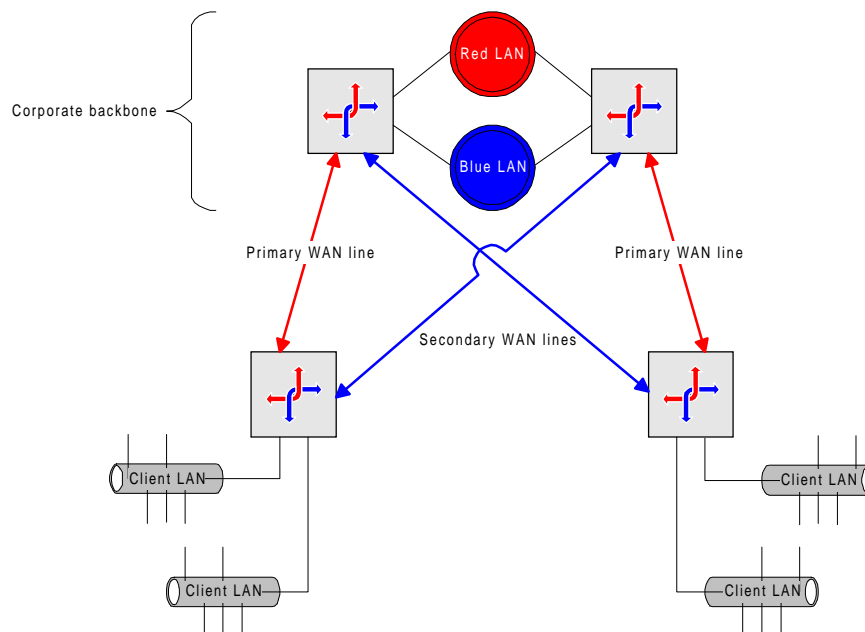 Red LAN
Corporate backbone
Blue LAN
Primary WAN line
Primary WAN line
Secondary WAN lines
Client LAN
Client LAN
Client LAN
Client LAN